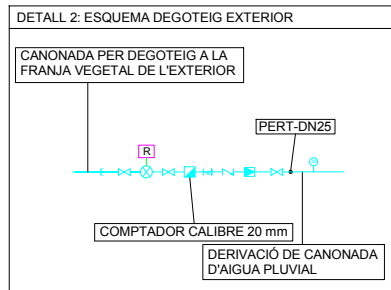 DETALL 2: ESQUEMA DEGOTEIG EXTERIOR
CANONADA PER DEGOTEIG A LA
FRANJA VEGETAL DE L'EXTERIOR
R
PERT-DN25
COMPTADOR CALIBRE 20 mm
DERIVACIÓ DE CANONADA
D'AIGUA PLUVIAL